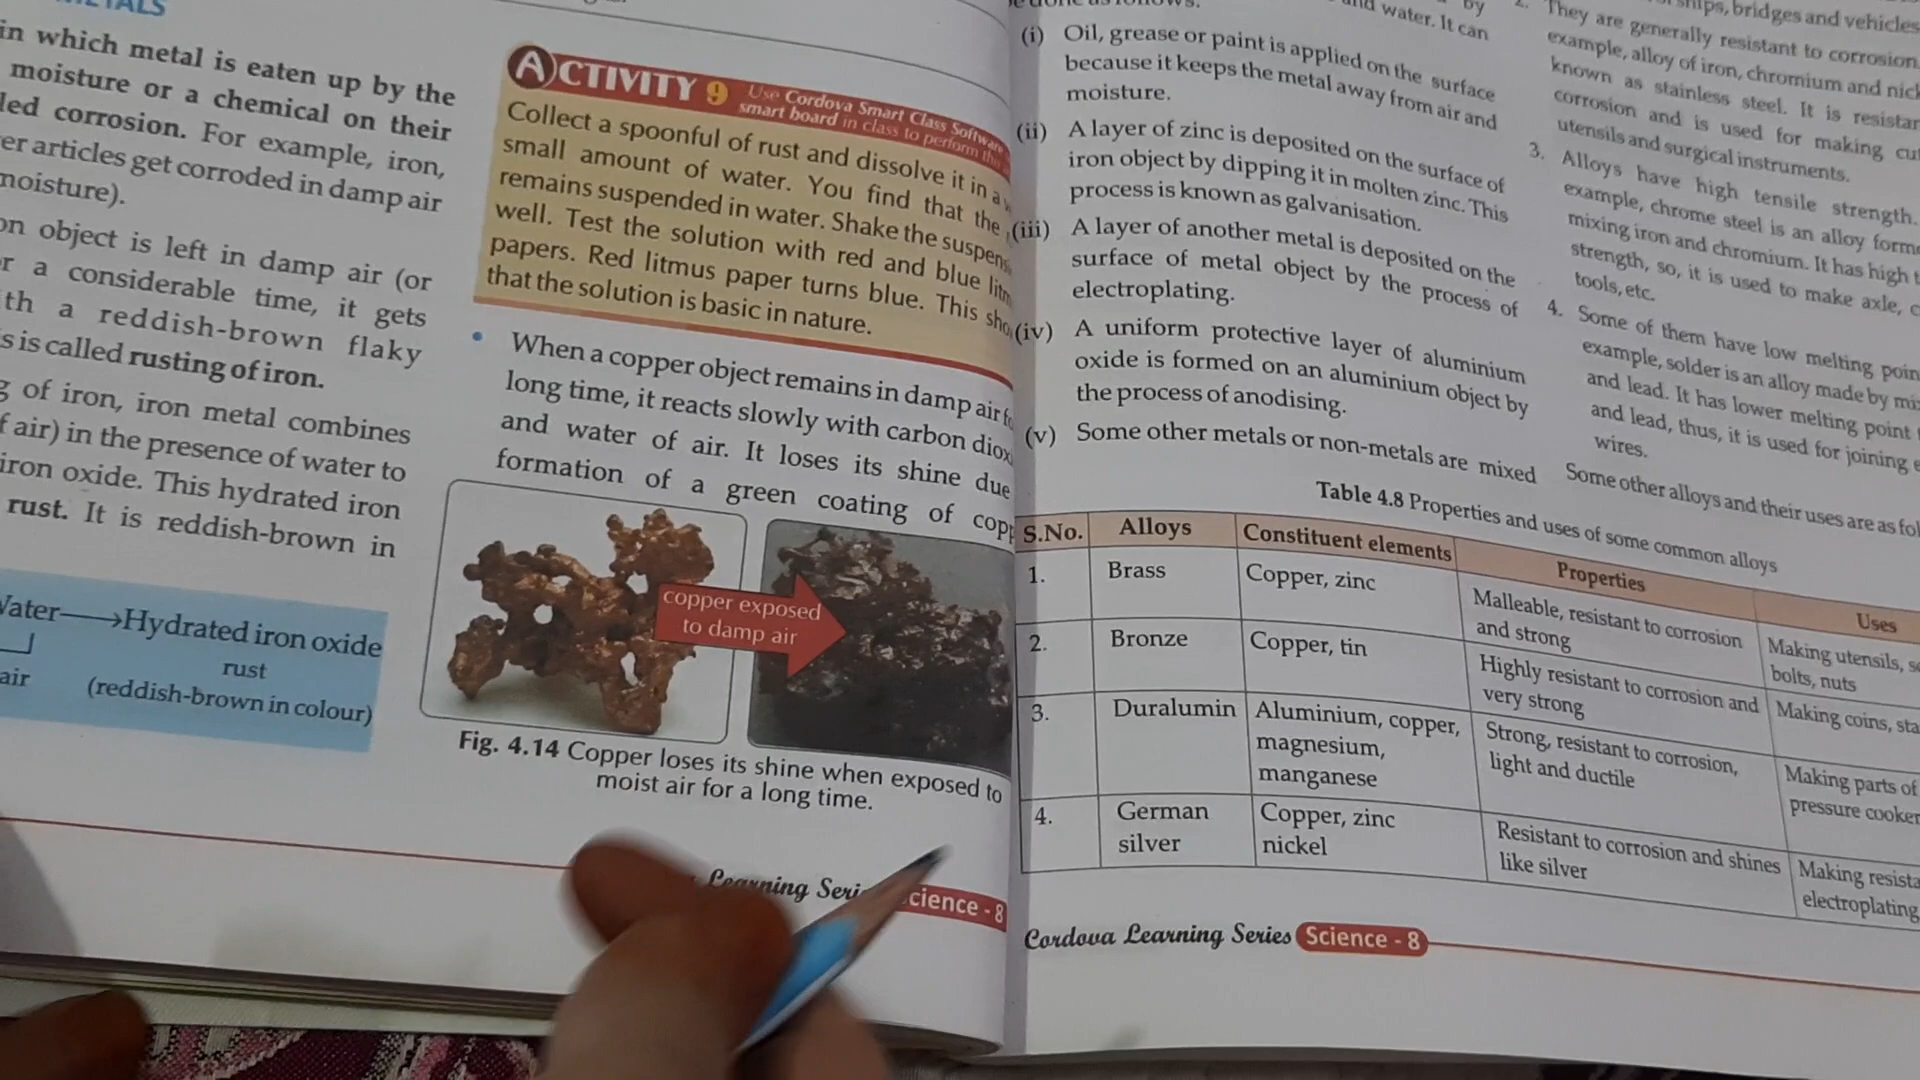 METALS
in which metal is eaten up by the
moisture or a chemical on their
led corrosion. For example, iron,
er articles get corroded in damp air
moisture).
on object is left in damp air (or
r a considerable time, it gets
th a reddish-brown flaky
s is called rusting of iron.
g of iron, iron metal combines
f air) in the presence of water to
iron oxide. This hydrated iron
rust. It is reddish-brown in
Water → Hydrated iron oxide
air rust
(reddish-brown in colour)
ACTIVITY
Use Cordova Smart Class Software
smart board in class to perform
Collect a spoonful of rust and dissolve it in a
small amount of water. You find that the
remains suspended in water. Shake the suspens
well. Test the solution with red and blue litm
papers. Red litmus paper turns blue. This sho
that the solution is basic in nature.
• When a copper object remains in damp air fo
long time, it reacts slowly with carbon diox
and water of air. It loses its shine due
formation of a green coating of copp
copper exposed
to damp air
Fig. 4.14 Copper loses its shine when exposed to
moist air for a long time.
Learning Seri cience - 8
be done as follows.
(i) Oil, grease or paint is applied on the surface
because it keeps the metal away from air and
moisture.
(ii) A layer of zinc is deposited on the surface of
iron object by dipping it in molten zinc. This
process is known as galvanisation.
(iii) A layer of another metal is deposited on the
surface of metal object by the process of
electroplating.
(iv) A uniform protective layer of aluminium
oxide is formed on an aluminium object by
the process of anodising.
(v) Some other metals or non-metals are mixed
by
and water. It can
ships, bridges and vehicles
2. They are generally resistant to corrosion.
example, alloy of iron, chromium and nick
known as stainless steel. It is resistan
corrosion and is used for making cut
utensils and surgical instruments.
3. Alloys have high tensile strength.
example, chrome steel is an alloy forme
mixing iron and chromium. It has high t
strength, so, it is used to make axle, c
tools, etc.
4. Some of them have low melting poin
example, solder is an alloy made by mi
and lead. It has lower melting point
and lead, thus, it is used for joining e
wires.
Some other alloys and their uses are as fol
Table 4.8 Properties and uses of some common alloys
S.No. Alloys Constituent elements Properties Uses
1. Brass Copper, zinc Malleable, resistant to corrosion Making utensils, s
and strong bolts, nuts
2. Bronze Copper, tin Highly resistant to corrosion and Making coins, sta
very strong
3. Duralumin Aluminium, copper, Strong, resistant to corrosion, Making parts of
magnesium, light and ductile pressure cooker
manganese
4. German Copper, zinc Resistant to corrosion and shines Making resista
silver nickel like silver electroplating
Cordova Learning Series Science - 8